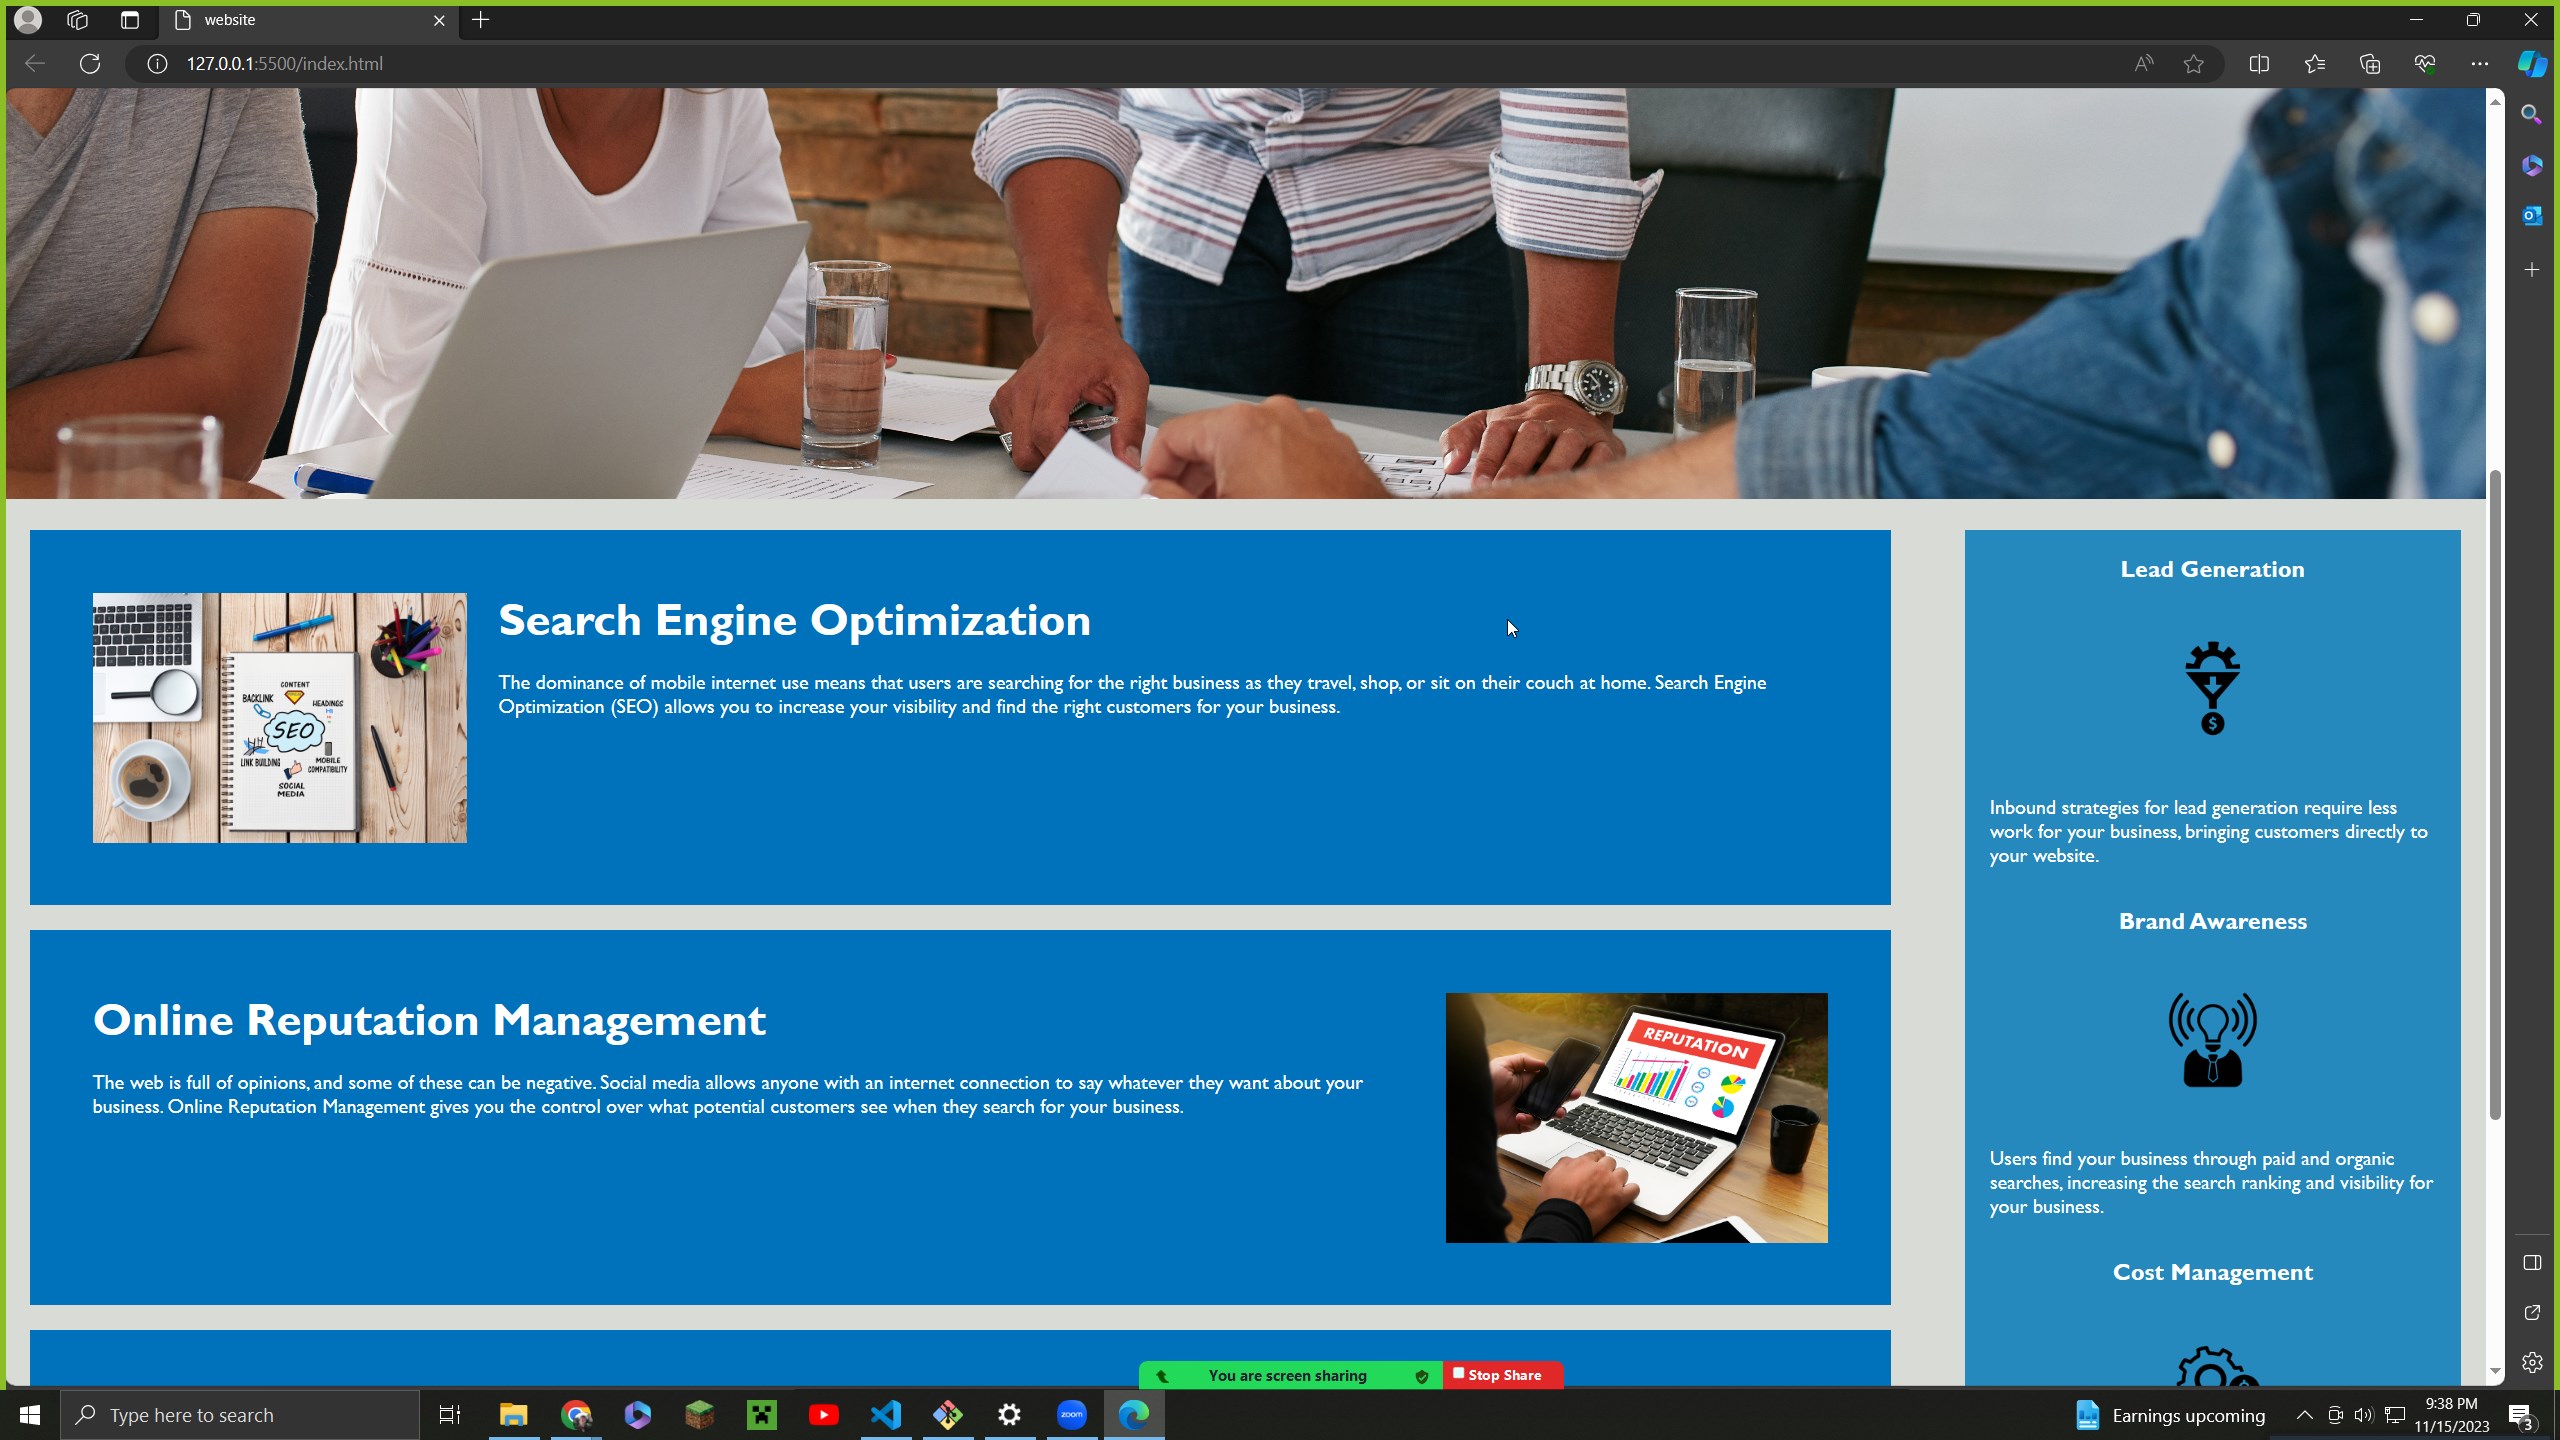 website
127.0.0.1:5500/index.html
Search Engine Optimization
The dominance of mobile internet use means that users are searching for the right business as they travel, shop, or sit on their couch at home. Search Engine
Optimization (SEO) allows you to increase your visibility and find the right customers for your business.
CONTENT
BACKLINK
HEADINGS
SEO
LINK BUILDING
MOBILE
COMPATIBILITY
SOCIAL
MEDIA
Online Reputation Management
The web is full of opinions, and some of these can be negative. Social media allows anyone with an internet connection to say whatever they want about your
business. Online Reputation Management gives you the control over what potential customers see when they search for your business.
REPUTATION
Lead Generation
$
Inbound strategies for lead generation require less
work for your business, bringing customers directly to
your website.
Brand Awareness
Users find your business through paid and organic
searches, increasing the search ranking and visibility for
your business.
Cost Management
You are screen sharing
Stop Share
Type here to search
zoom
Earnings upcoming
9:38 PM
11/15/2023
3